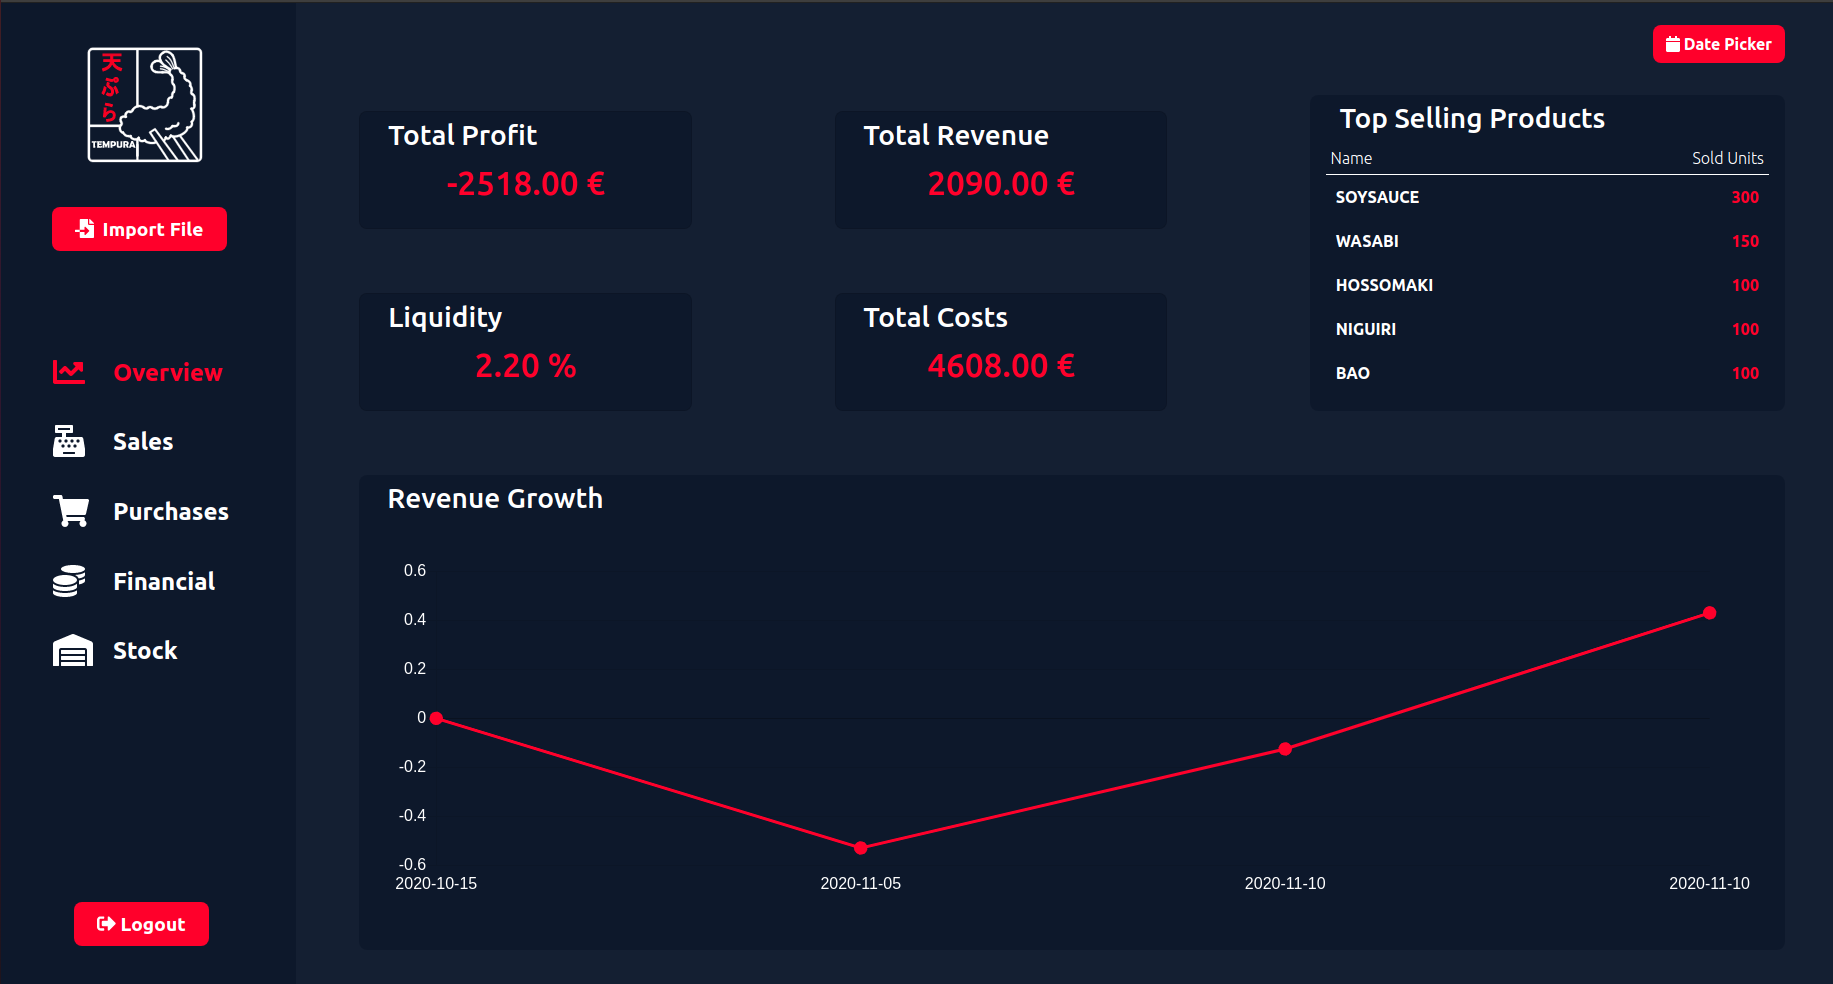 天
ぷ
ら
TEMPURA
Import File
Overview
Sales
Purchases
Financial
Stock
Logout
Date Picker
Total Profit
-2518.00 €
Total Revenue
2090.00 €
Liquidity
2.20 %
Total Costs
4608.00 €
Top Selling Products
Name Sold Units
SOYSAUCE 300
WASABI 150
HOSSOMAKI 100
NIGUIRI 100
BAO 100
Revenue Growth
0.6
0.4
0.2
0
-0.2
-0.4
-0.6
2020-10-15 2020-11-05 2020-11-10 2020-11-10